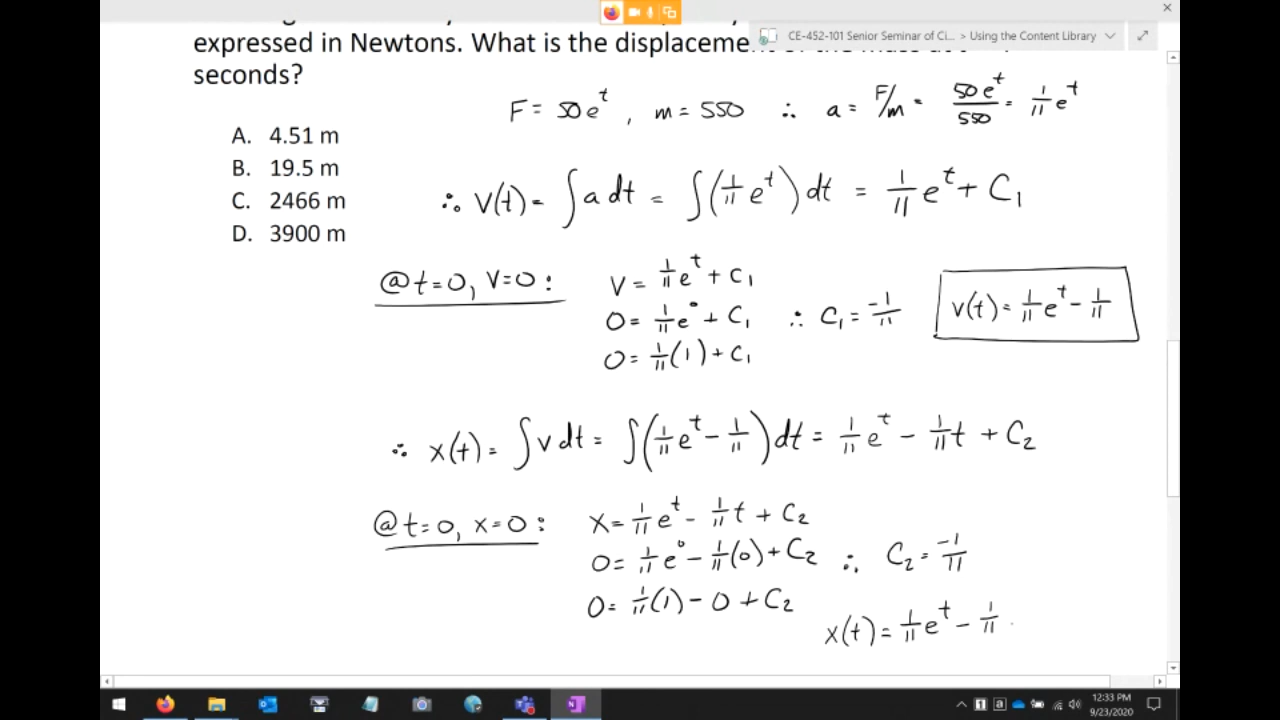 CE-452-101 Senior Seminar of Ci... > Using the Content Library
expressed in Newtons. What is the displacemen
seconds?
F = 50e^t , m = 550 ∴ a = F/m = 50e^t/550 = 1/11 e^t
A. 4.51 m
B. 19.5 m
C. 2466 m
D. 3900 m
∴ V(t) = ∫a dt = ∫(1/11 e^t)dt = 1/11 e^t + C₁
@ t=0, V=0 :
V = 1/11 e^t + C₁
0 = 1/11 e^0 + C₁ ∴ C₁ = -1/11
0 = 1/11(1) + C₁
V(t) = 1/11 e^t - 1/11
∴ x(t) = ∫v dt = ∫(1/11 e^t - 1/11)dt = 1/11 e^t - 1/11 t + C₂
@ t=0, x=0 :
x = 1/11 e^t - 1/11 t + C₂
0 = 1/11 e^0 - 1/11(0) + C₂ ∴ C₂ = -1/11
0 = 1/11(1) - 0 + C₂
x(t) = 1/11 e^t - 1/11
12:33 PM
9/23/2020